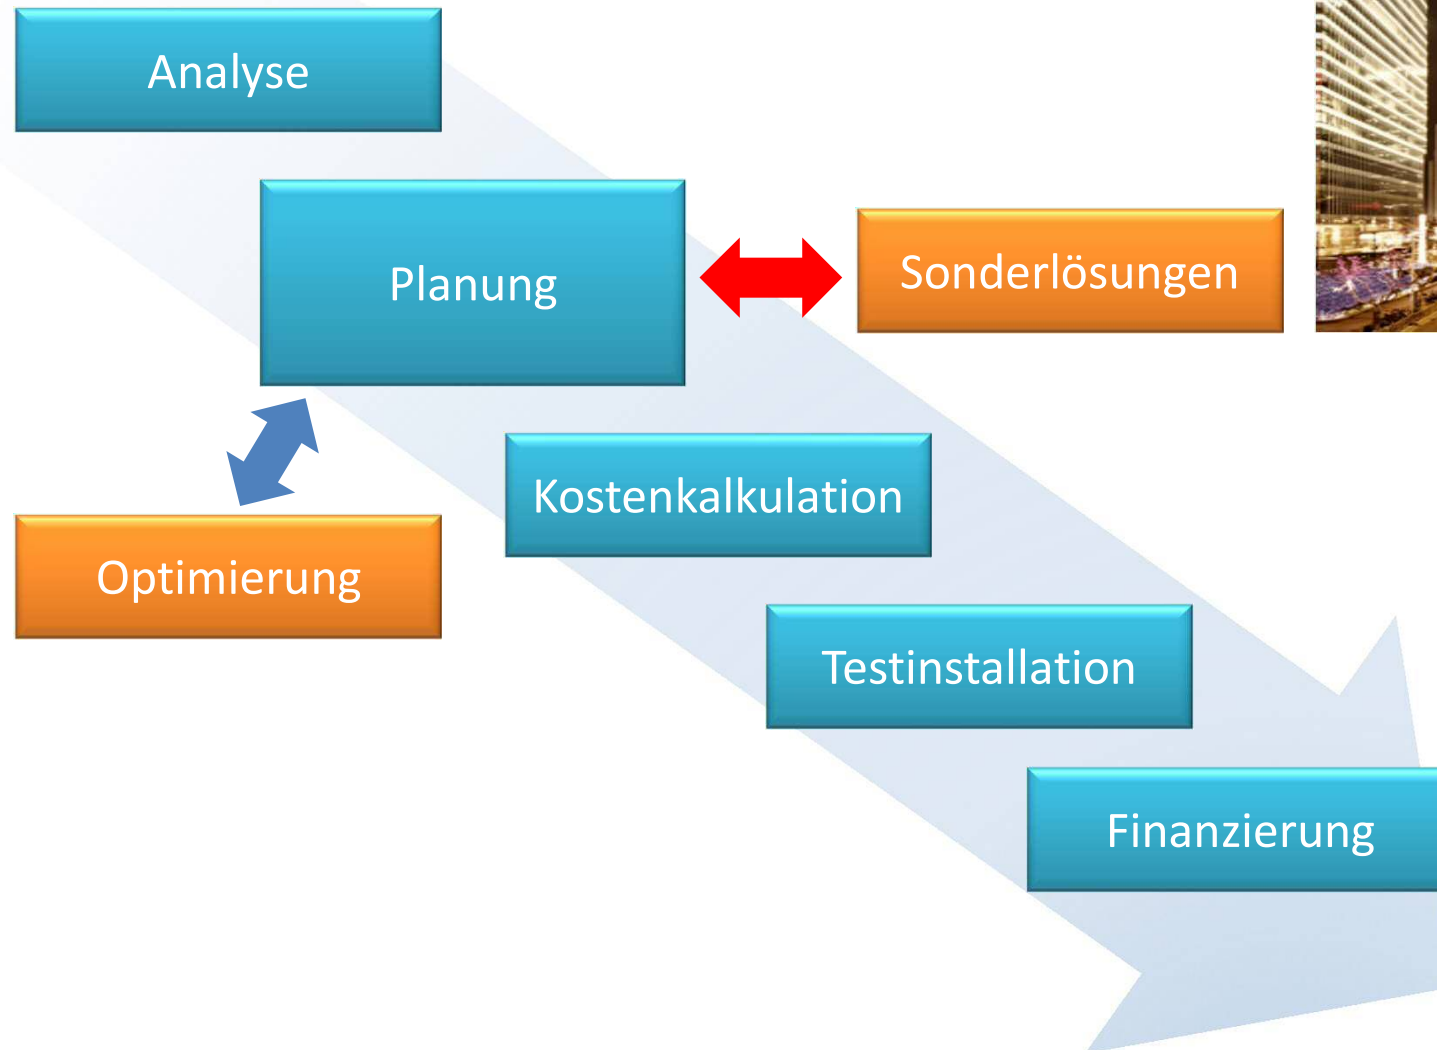 Analyse
Planung
Sonderlösungen
Kostenkalkulation
Optimierung
Testinstallation
Finanzierung